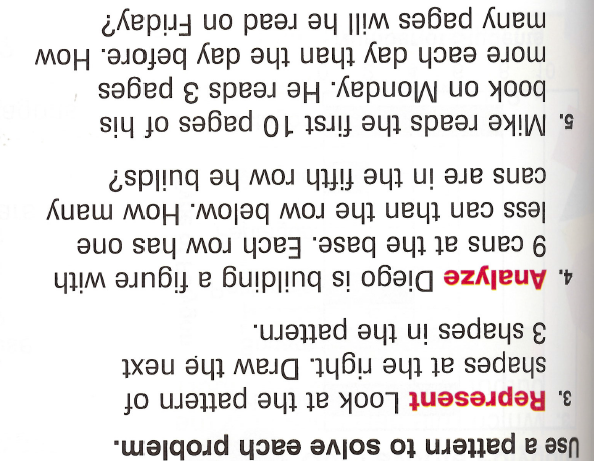 Use a pattern to solve each problem.
3. Represent Look at the pattern of
shapes at the right. Draw the next
3 shapes in the pattern.
4. Analyze Diego is building a figure with
9 cans at the base. Each row has one
less can than the row below. How many
cans are in the fifth row he builds?
5. Mike reads the first 10 pages of his
book on Monday. He reads 3 pages
more each day than the day before. How
many pages will he read on Friday?